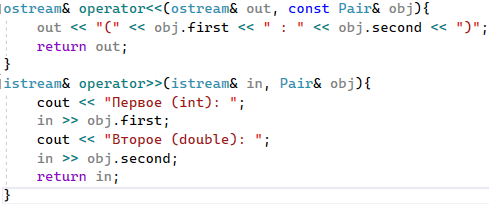 ostream& operator<<(ostream& out, const Pair& obj){
out << "(" << obj.first << " : " << obj.second << ")";
return out;
}
istream& operator>>(istream& in, Pair& obj){
cout << "Первое (int): ";
in >> obj.first;
cout << "Второе (double): ";
in >> obj.second;
return in;
}